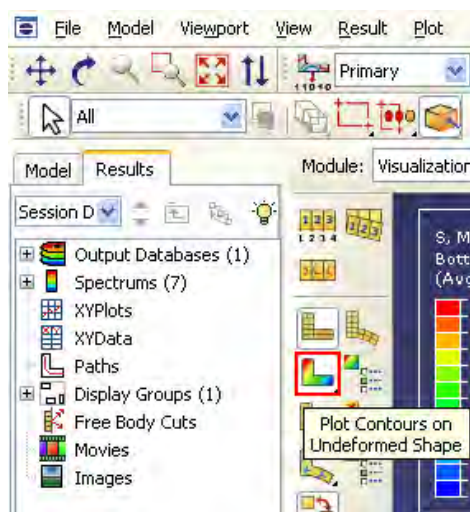 File Model Viewport View Result Plot
Primary
All
Model Results
Module: Visualization
Session D
Output Databases (1)
Spectrums (7)
XYPlots
XYData
Paths
Display Groups (1)
Free Body Cuts
Movies
Images
S, M
Bott
(Avg
Plot Contours on
Undeformed Shape